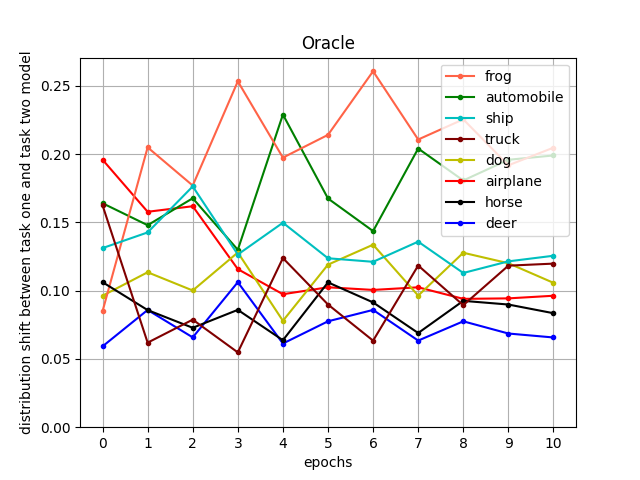 Oracle
distribution shift between task one and task two model
0.25
0.20
0.15
0.10
0.05
0.00
frog
automobile
ship
truck
dog
airplane
horse
deer
0 1 2 3 4 5 6 7 8 9 10
epochs